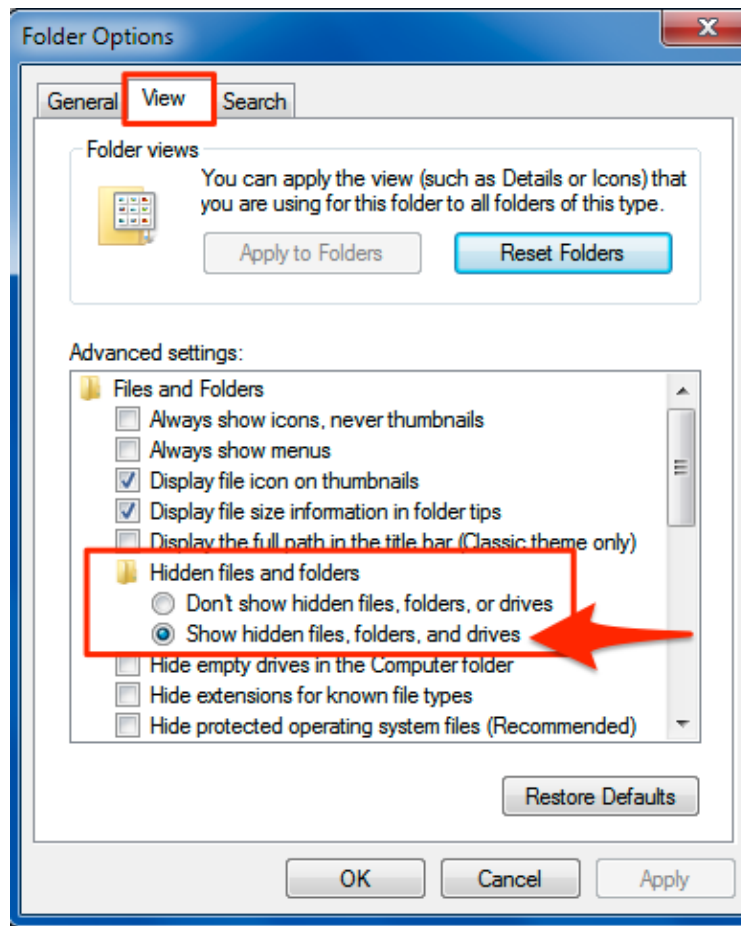 Folder Options
General View Search
Folder views
You can apply the view (such as Details or Icons) that
you are using for this folder to all folders of this type.
Apply to Folders Reset Folders
Advanced settings:
Files and Folders
Always show icons, never thumbnails
Always show menus
Display file icon on thumbnails
Display file size information in folder tips
Display the full path in the title bar (Classic theme only)
Hidden files and folders
Don't show hidden files, folders, or drives
Show hidden files, folders, and drives
Hide empty drives in the Computer folder
Hide extensions for known file types
Hide protected operating system files (Recommended)
Restore Defaults
OK Cancel Apply